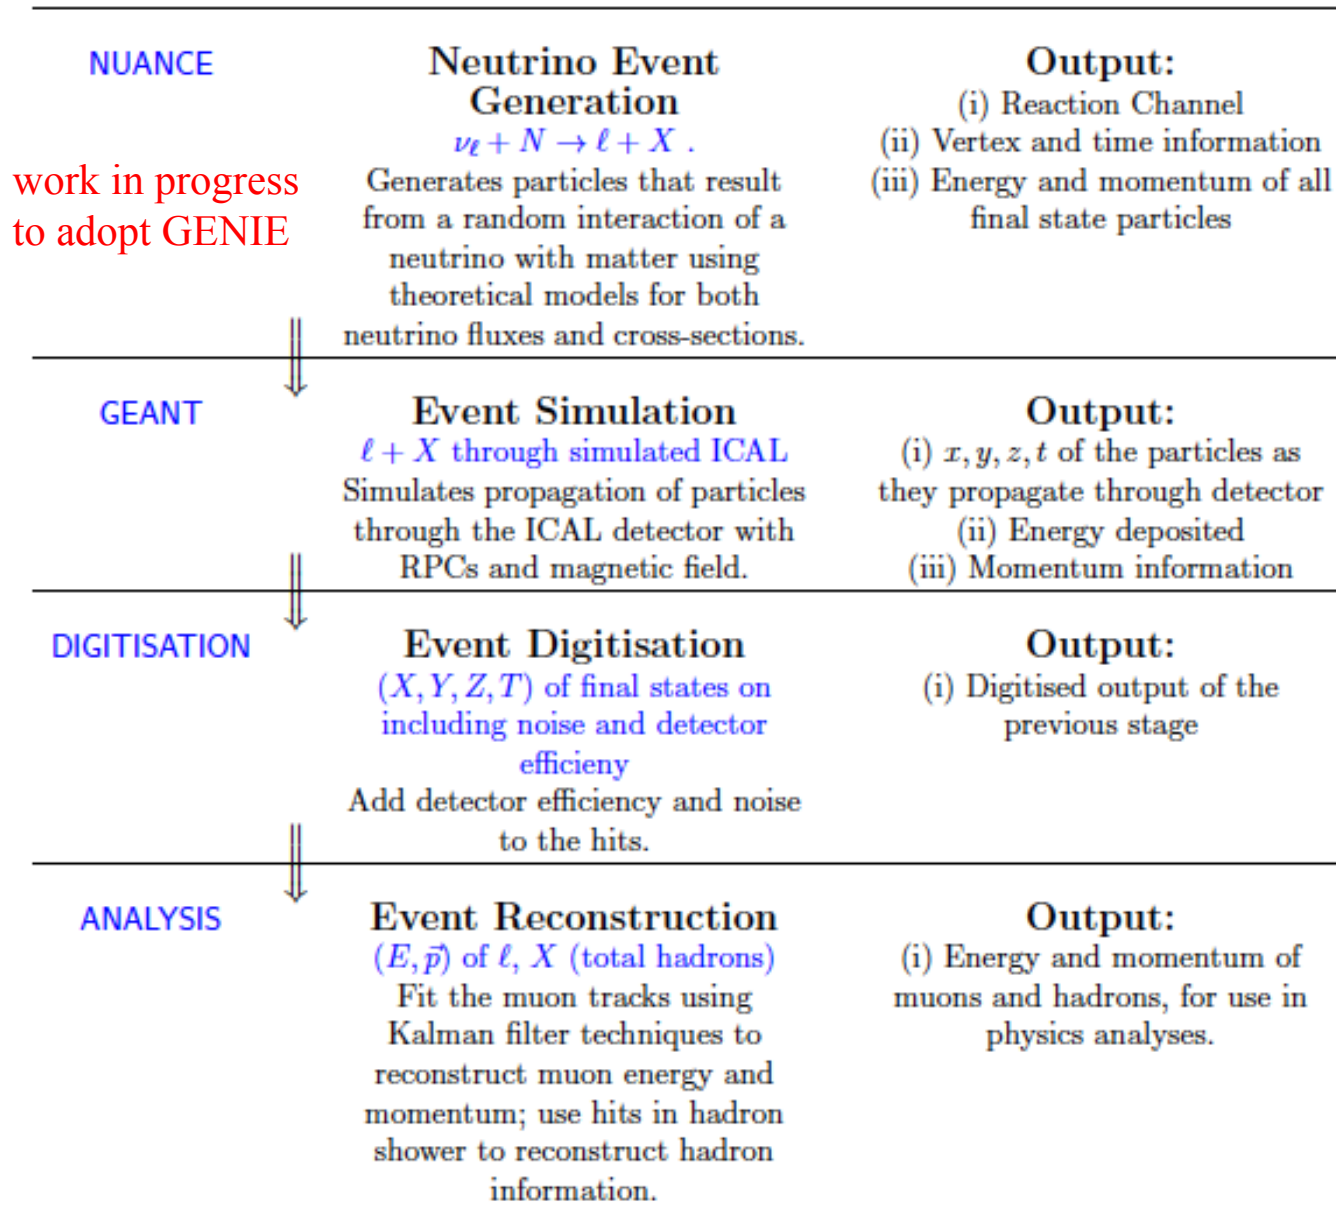 NUANCE
work in progress
to adopt GENIE
Neutrino Event
Generation
νℓ + N → ℓ + X .
Generates particles that result
from a random interaction of a
neutrino with matter using
theoretical models for both
neutrino fluxes and cross-sections.
Output:
(i) Reaction Channel
(ii) Vertex and time information
(iii) Energy and momentum of all
final state particles
⇓
GEANT
Event Simulation
ℓ + X through simulated ICAL
Simulates propagation of particles
through the ICAL detector with
RPCs and magnetic field.
Output:
(i) x, y, z, t of the particles as
they propagate through detector
(ii) Energy deposited
(iii) Momentum information
⇓
DIGITISATION
Event Digitisation
(X, Y, Z, T) of final states on
including noise and detector
efficieny
Add detector efficiency and noise
to the hits.
Output:
(i) Digitised output of the
previous stage
⇓
ANALYSIS
Event Reconstruction
(E, p⃗) of ℓ, X (total hadrons)
Fit the muon tracks using
Kalman filter techniques to
reconstruct muon energy and
momentum; use hits in hadron
shower to reconstruct hadron
information.
Output:
(i) Energy and momentum of
muons and hadrons, for use in
physics analyses.